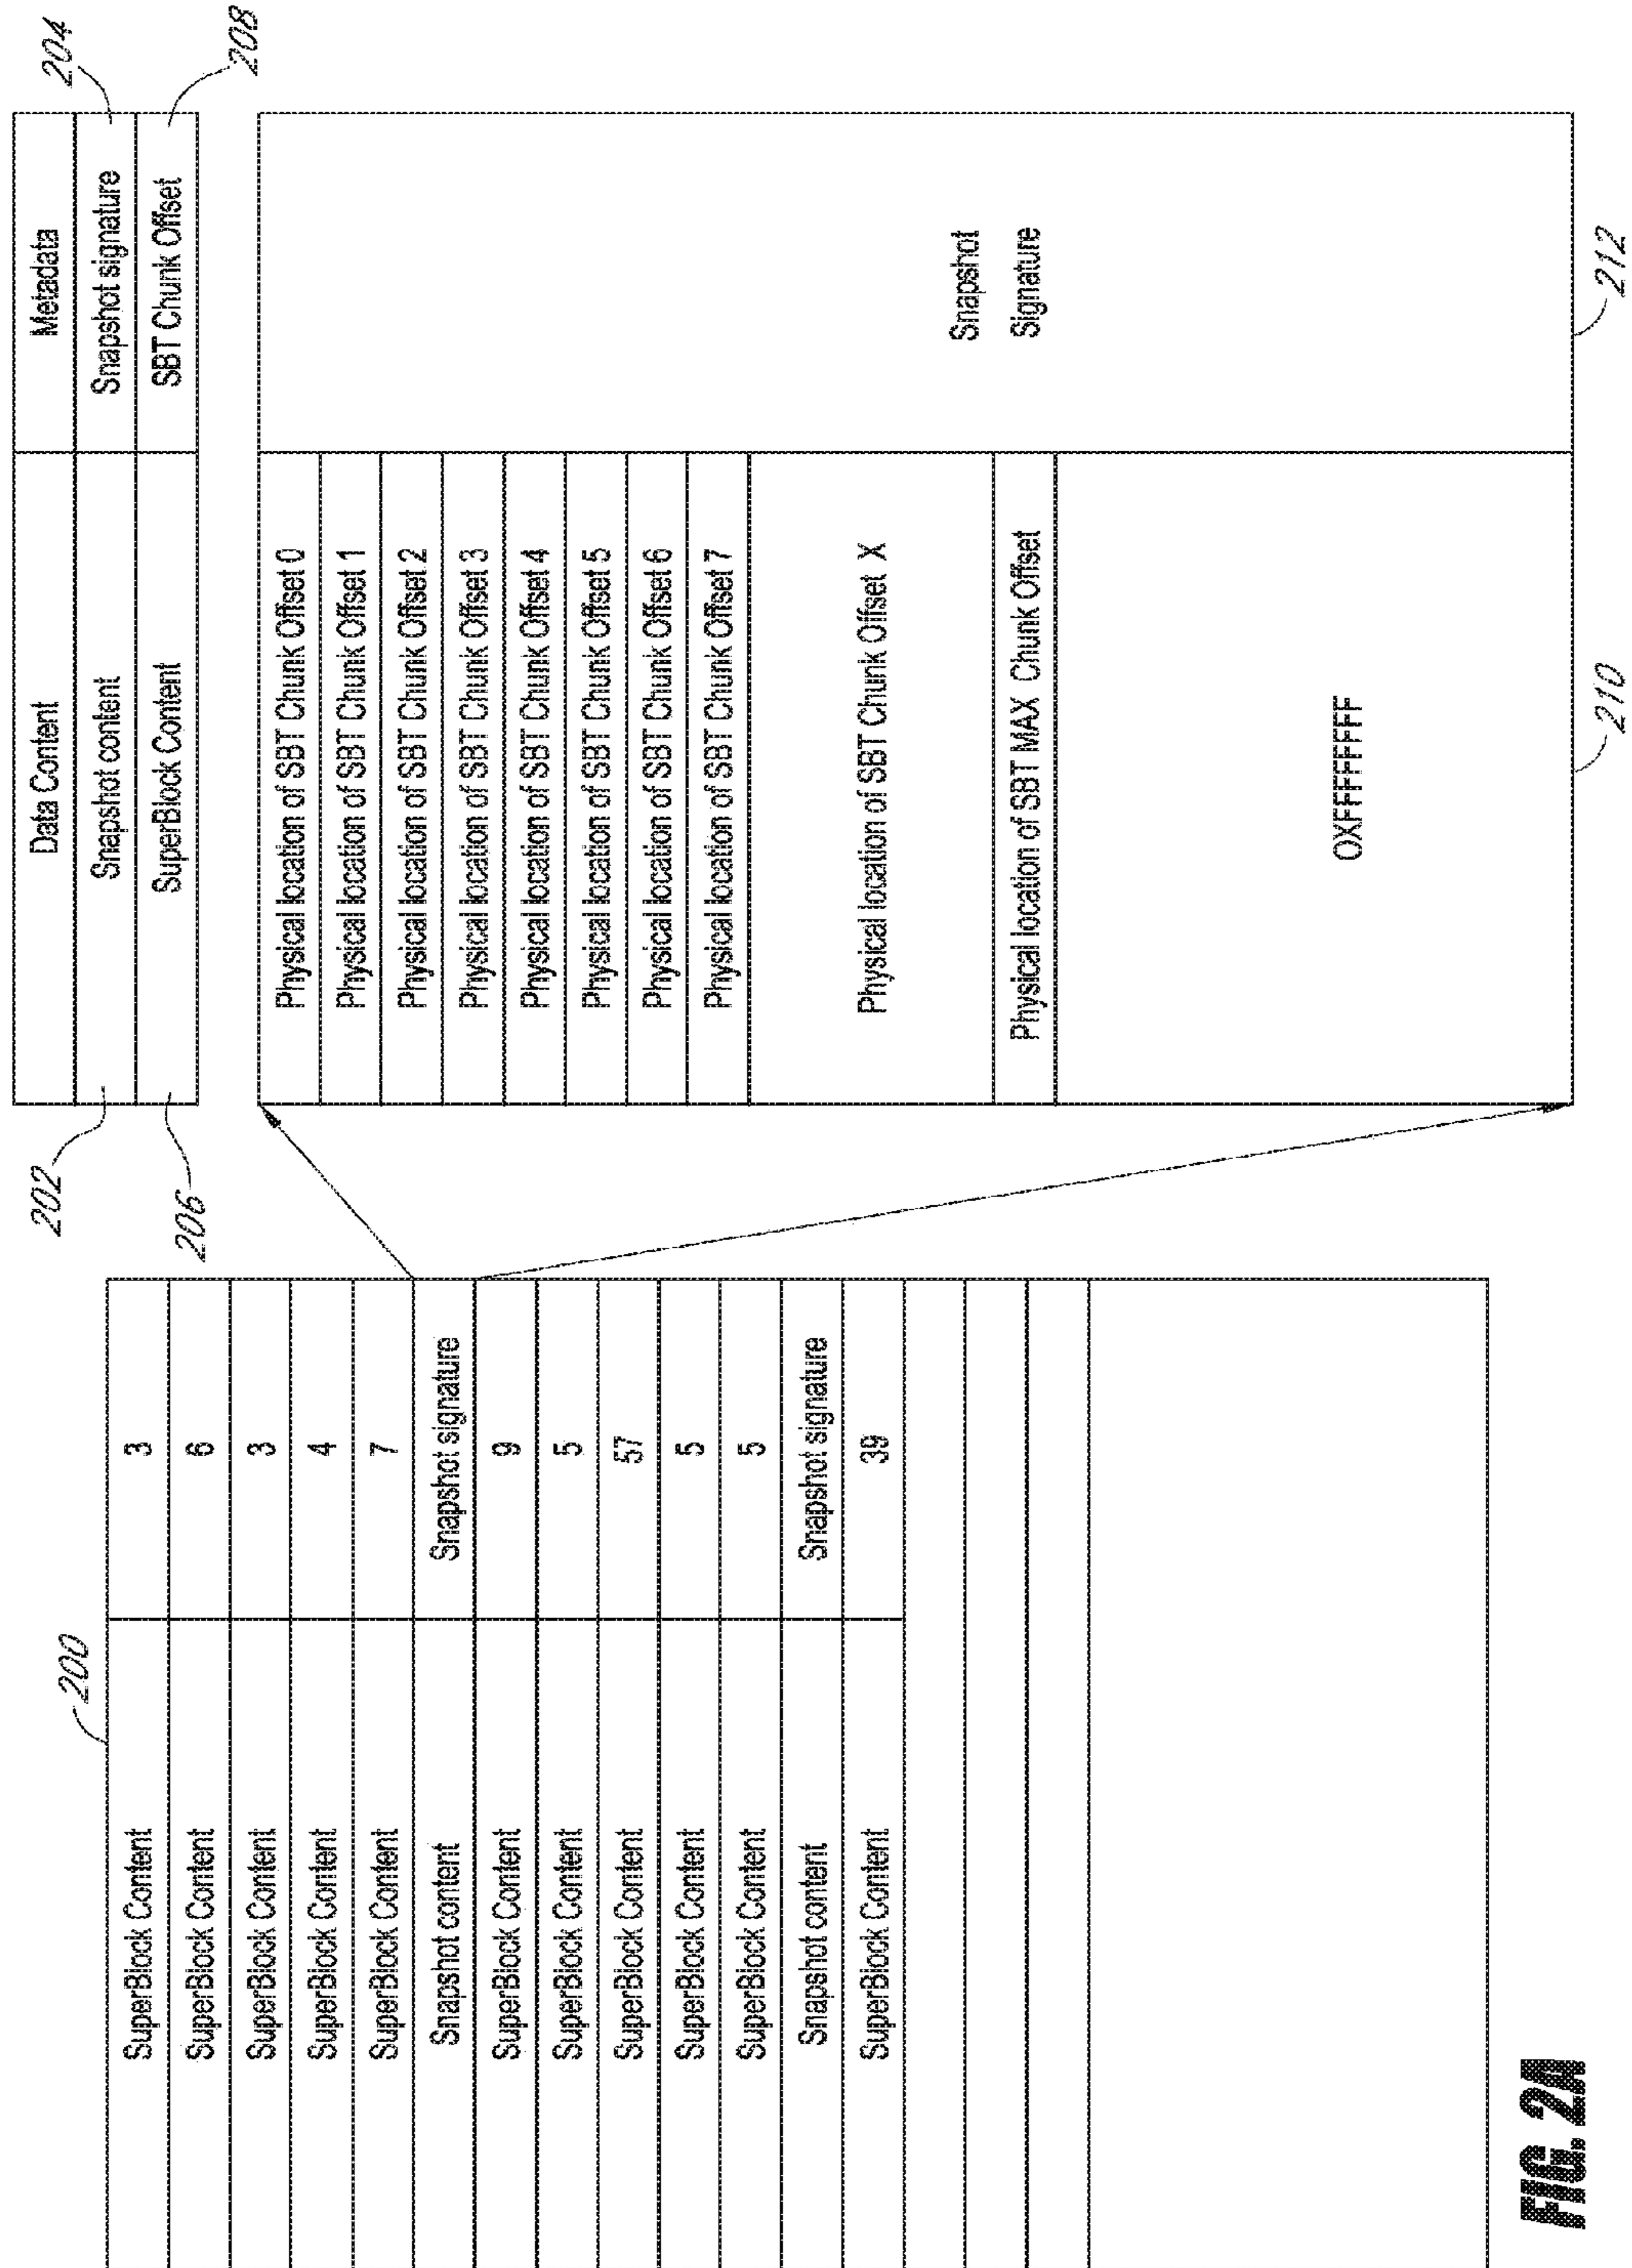 200
SuperBlock Content 3
SuperBlock Content 6
SuperBlock Content 3
SuperBlock Content 4
SuperBlock Content 7
Snapshot content Snapshot signature
SuperBlock Content 9
SuperBlock Content 5
SuperBlock Content 57
SuperBlock Content 5
SuperBlock Content 5
Snapshot content Snapshot signature
SuperBlock Content 39
Data Content Metadata
202 Snapshot content Snapshot signature 204
206 SuperBlock Content SBT Chunk Offset 208
Physical location of SBT Chunk Offset 0
Physical location of SBT Chunk Offset 1
Physical location of SBT Chunk Offset 2
Physical location of SBT Chunk Offset 3
Physical location of SBT Chunk Offset 4
Physical location of SBT Chunk Offset 5
Physical location of SBT Chunk Offset 6
Physical location of SBT Chunk Offset 7
Physical location of SBT Chunk Offset X
Physical location of SBT MAX Chunk Offset
OXFFFFFFFF
Snapshot
Signature
210
212
FIG. 2A